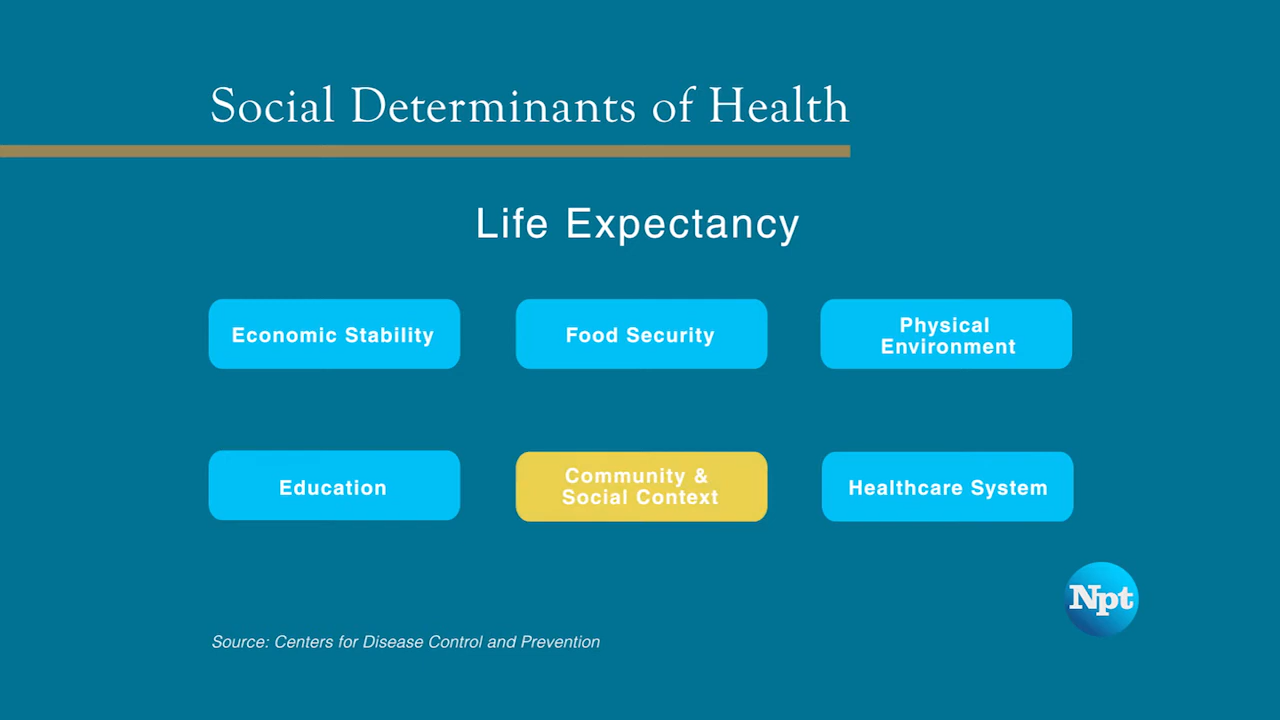 Social Determinants of Health
Life Expectancy
Economic Stability
Food Security
Physical
Environment
Education
Community &
Social Context
Healthcare System
Npt
Source: Centers for Disease Control and Prevention